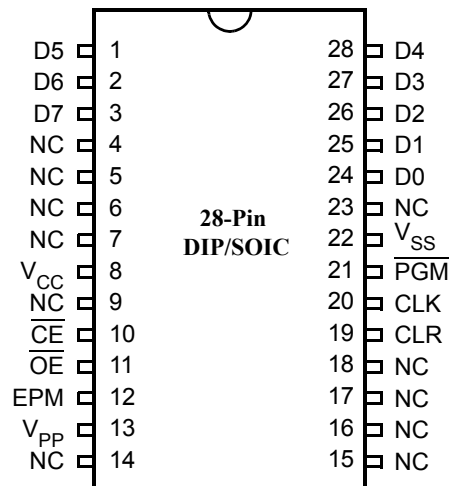 D5 1 28 D4
D6 2 27 D3
D7 3 26 D2
NC 4 25 D1
NC 5 24 D0
NC 6 23 NC
NC 7 22 VSS
28-Pin
DIP/SOIC
VCC 8 21 PGM
NC 9 20 CLK
CE 10 19 CLR
OE 11 18 NC
EPM 12 17 NC
VPP 13 16 NC
NC 14 15 NC